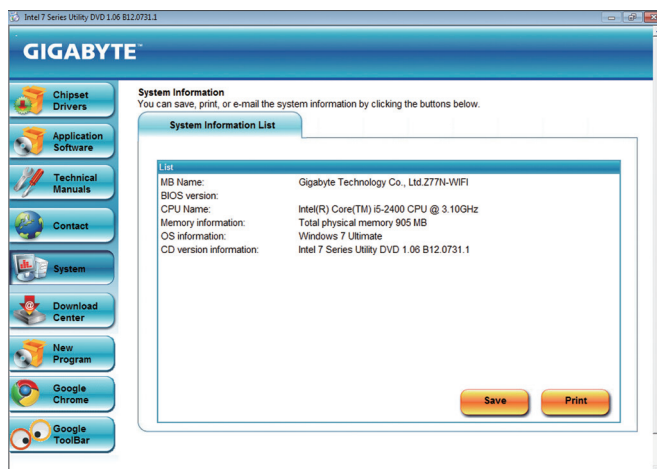 Intel 7 Series Utility DVD 1.06 B12.0731.1
GIGABYTE™
Chipset
Drivers
Application
Software
Technical
Manuals
Contact
System
Download
Center
New
Program
Google
Chrome
Google
ToolBar
System Information
You can save, print, or e-mail the system information by clicking the buttons below.
System Information List
List
MB Name: Gigabyte Technology Co., Ltd.Z77N-WIFI
BIOS version:
CPU Name: Intel(R) Core(TM) i5-2400 CPU @ 3.10GHz
Memory information: Total physical memory 905 MB
OS information: Windows 7 Ultimate
CD version information: Intel 7 Series Utility DVD 1.06 B12.0731.1
Save Print